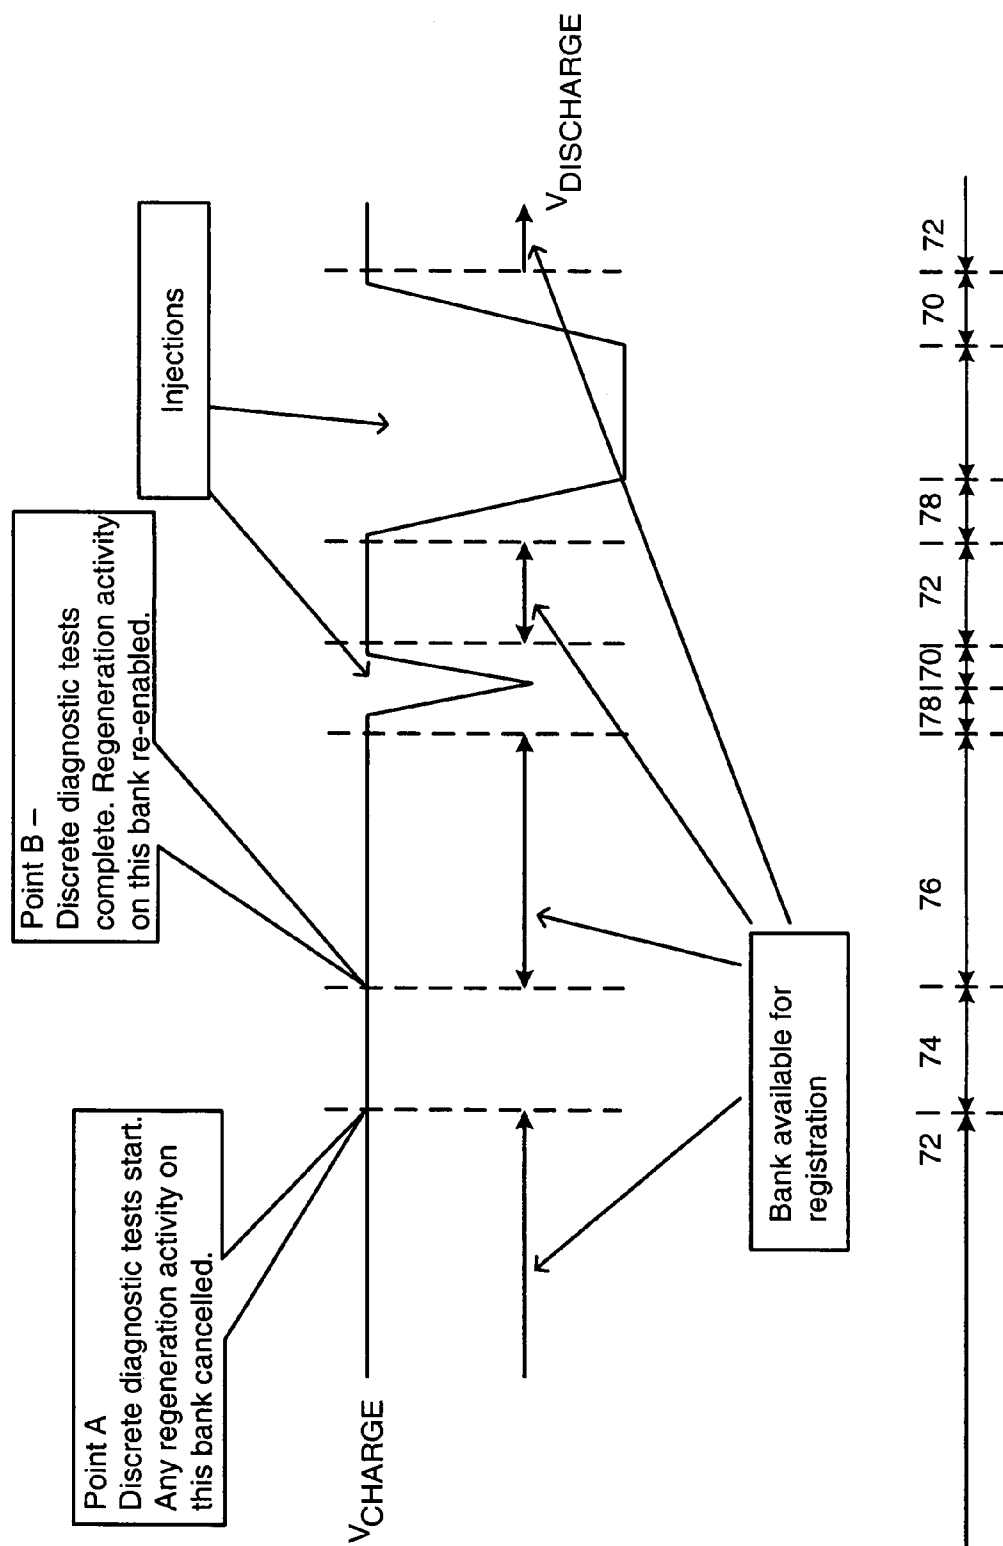 Point A
Discrete diagnostic tests start.
Any regeneration activity on
this bank cancelled.
Point B –
Discrete diagnostic tests
complete. Regeneration activity
on this bank re-enabled.
Injections
VCHARGE
VDISCHARGE
Bank available for
registration
72 74 76 78 70 72 78 70 72